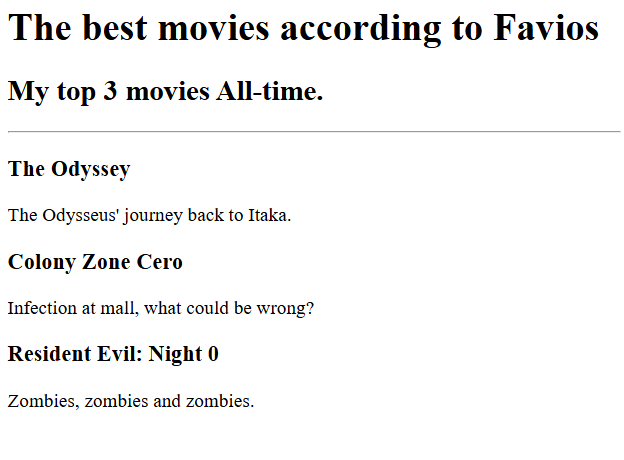 The best movies according to Favios
My top 3 movies All-time.
The Odyssey
The Odysseus' journey back to Itaka.
Colony Zone Cero
Infection at mall, what could be wrong?
Resident Evil: Night 0
Zombies, zombies and zombies.